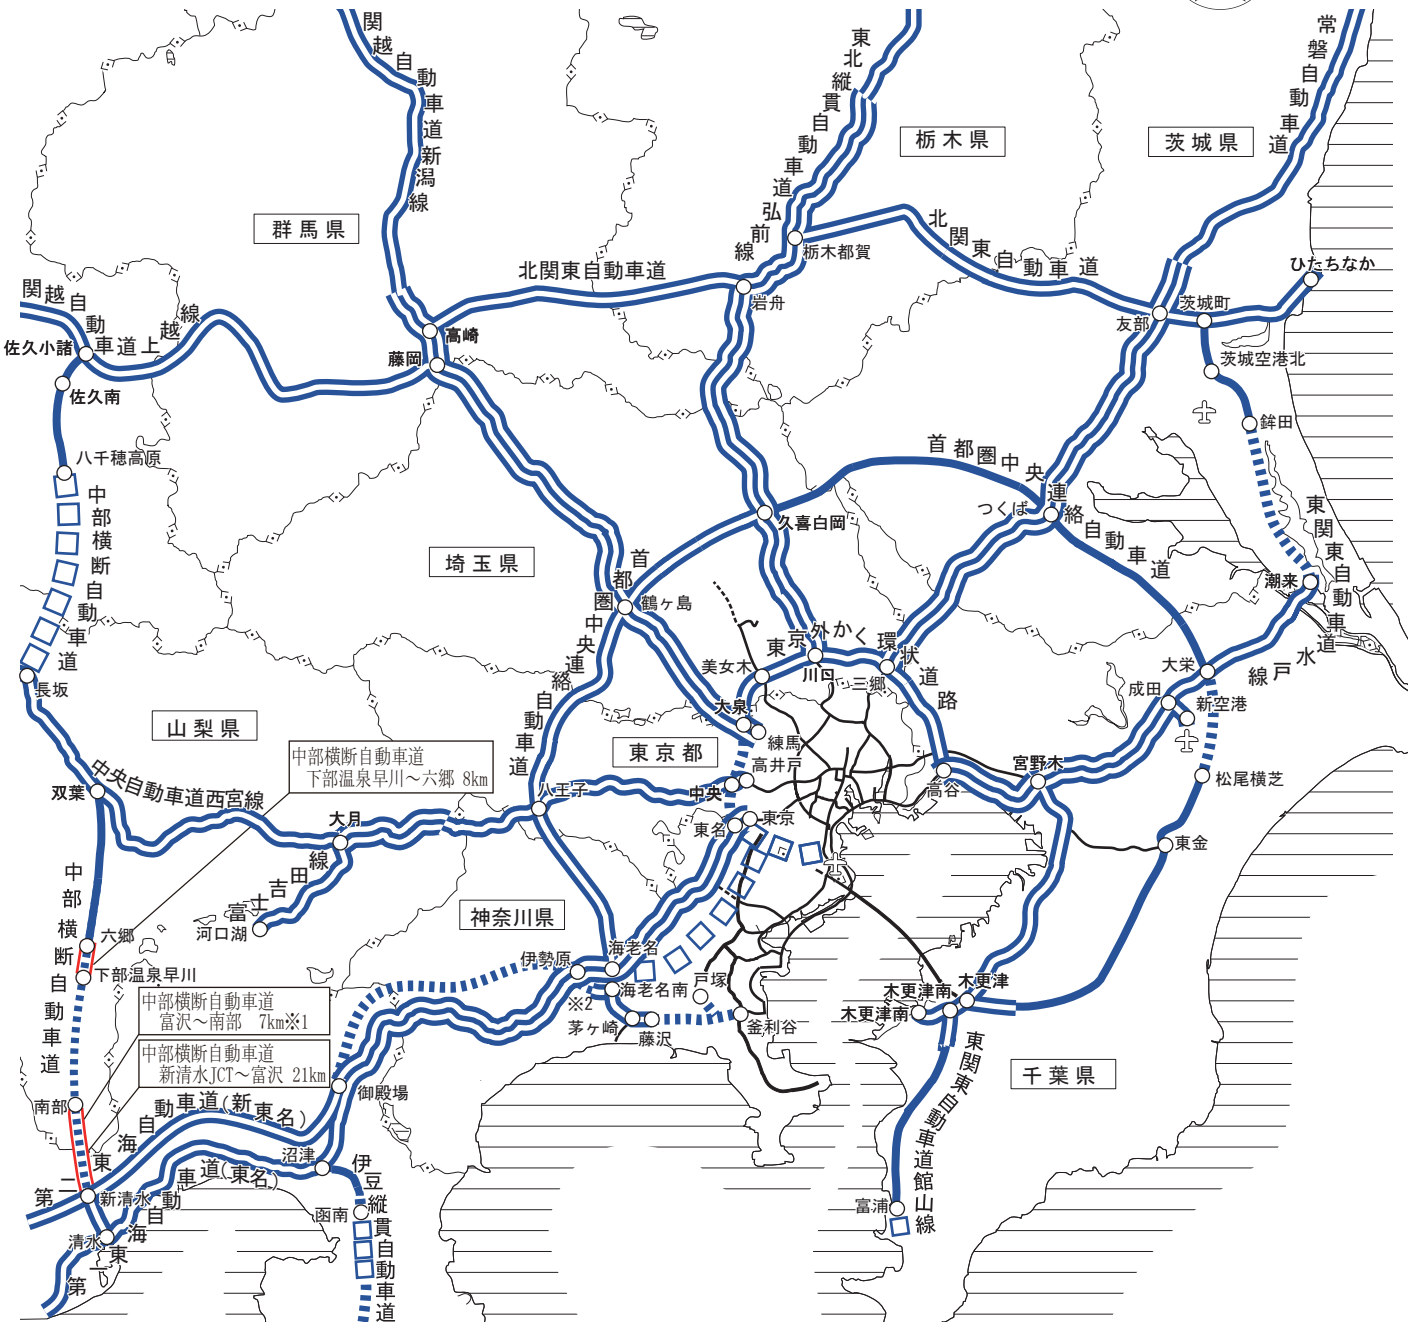 関越自動車道新潟線
東北縦貫自動車道弘前線
常磐自動車道
栃木県
茨城県
群馬県
栃木都賀
北関東自動車道
北関東自動車道
ひたちなか
関越自動車道上越線
岩舟
茨城町
友部
高崎
佐久小諸
藤岡
茨城空港北
佐久南
鉾田
八千穂高原
首都圏中央連絡自動車道
つくば
中部横断自動車道
久喜白岡
東関東自動車道水戸線
埼玉県
首都圏中央連絡自動車道
鶴ヶ島
潮来
東京外かく環状道路
美女木
川口
三郷
大栄
長坂
成田
新空港
大泉
山梨県
練馬
東京都
中部横断自動車道
下部温泉早川～六郷 8km
高井戸
宮野木
中央自動車道西宮線
双葉
八王子
中央
高谷
松尾横芝
大月
東名
東京
東金
富士吉田線
中部横断自動車道
神奈川県
河口湖
六郷
海老名
伊勢原
下部温泉早川
戸塚
木更津
海老名南
木更津南
中部横断自動車道
富沢～南部 7km※1
※2
木更津南
茅ヶ崎
釜利谷
藤沢
中部横断自動車道
新清水JCT～富沢 21km
東関東自動車道館山線
千葉県
御殿場
南部
第二東海自動車道(新東名)
沼津
伊豆縦貫自動車道
新清水
富浦
函南
清水
第一東海自動車道(東名)